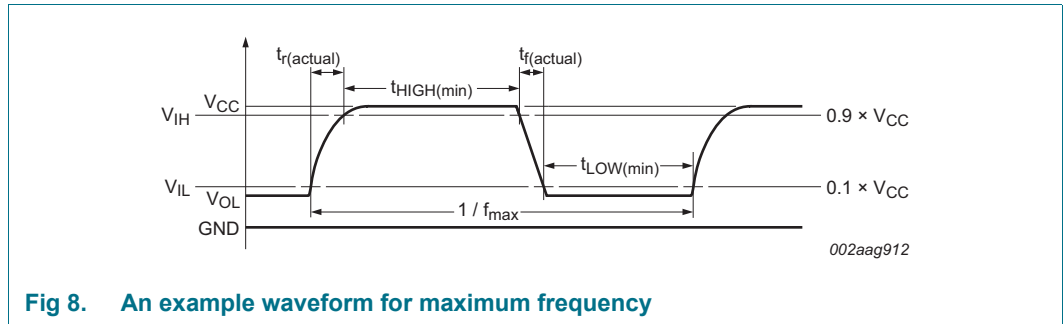 tr(actual) tf(actual)
tHIGH(min)
VCC
VIH 0.9 × VCC
tLOW(min)
VIL 0.1 × VCC
VOL
1 / fmax
GND
002aag912
Fig 8. An example waveform for maximum frequency